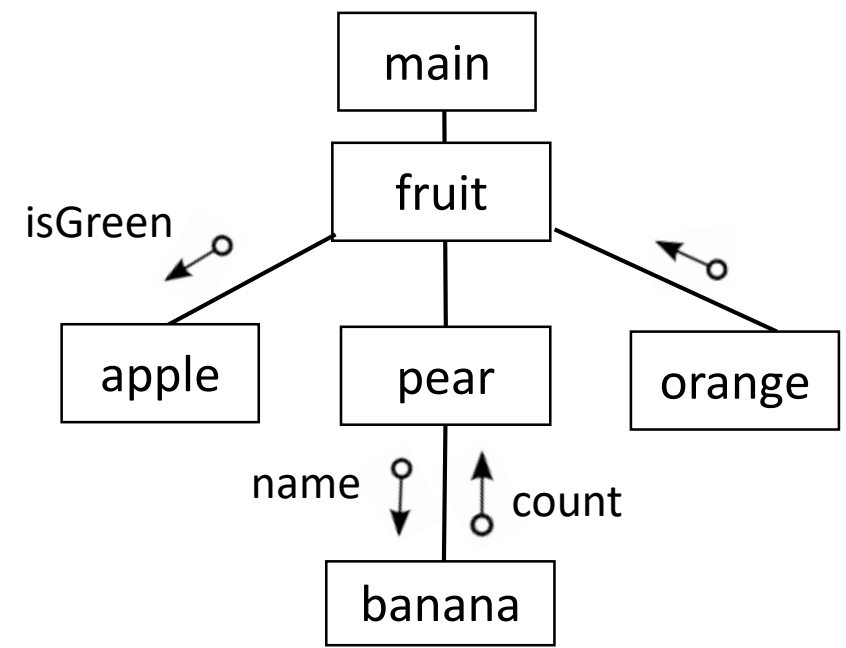 main
fruit
isGreen
apple
pear
orange
name
count
banana